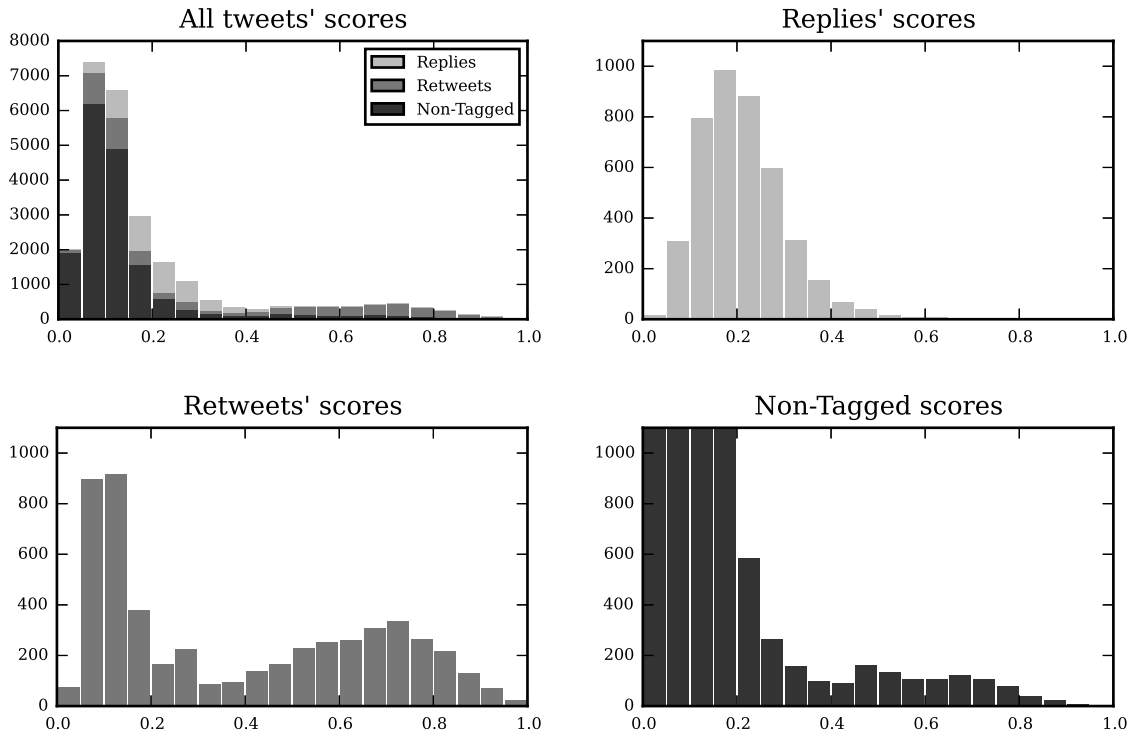 All tweets' scores
8000
7000
6000
5000
4000
3000
2000
1000
0
0.0 0.2 0.4 0.6 0.8 1.0
Replies
Retweets
Non-Tagged
Replies' scores
1000
800
600
400
200
0
0.0 0.2 0.4 0.6 0.8 1.0
Retweets' scores
1000
800
600
400
200
0
0.0 0.2 0.4 0.6 0.8 1.0
Non-Tagged scores
1000
800
600
400
200
0
0.0 0.2 0.4 0.6 0.8 1.0